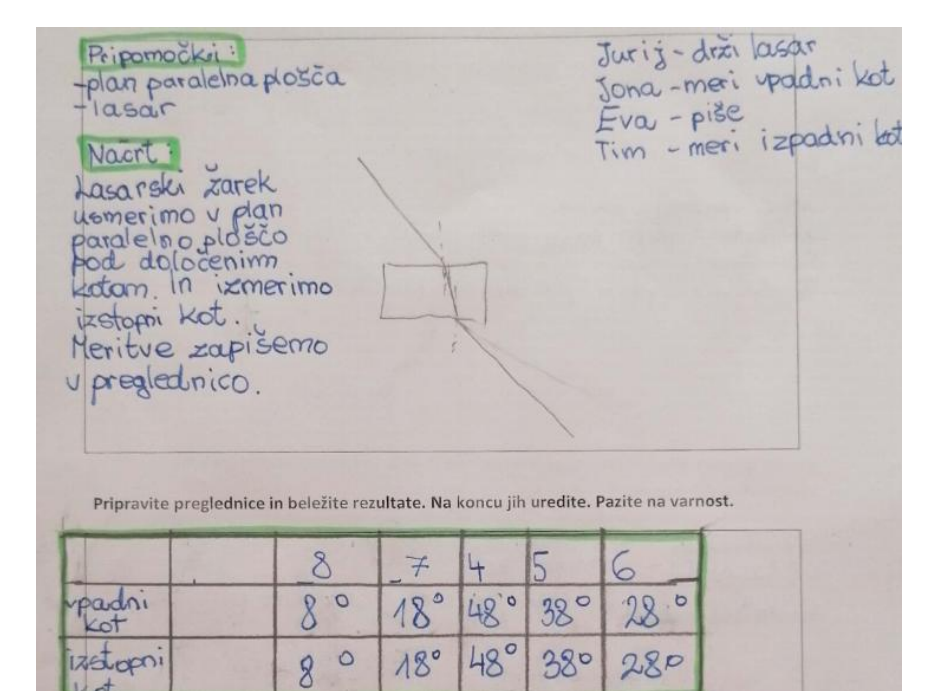 Pripomočki:
-plan paralelna plošča
-lasar
Jurij - drži lasar
Jona - meri vpadni kot
Eva - piše
Tim - meri izpadni kot
Načrt:
Lasarski žarek
usmerimo v plan
paralelno ploščo
pod določenim
kotom. In izmerimo
izstopni kot.
Meritve zapišemo
v preglednico.
Pripravite preglednice in beležite rezultate. Na koncu jih uredite. Pazite na varnost.
8 7 4 5 6
vpadni kot 8° 18° 48° 38° 28°
izstopni kot 8° 18° 48° 38° 28°